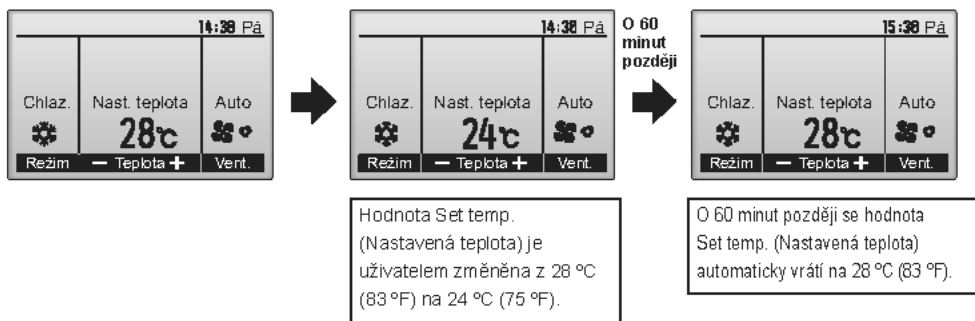 14:38 Pá
Chlaz. Nast. teplota Auto
28°C
Režim − Teplota + Vent.
14:38 Pá
Chlaz. Nast. teplota Auto
24°C
Režim − Teplota + Vent.
Hodnota Set temp.
(Nastavená teplota) je
uživatelem změněna z 28 ºC
(83 ºF) na 24 ºC (75 ºF).
O 60
minut
později
15:38 Pá
Chlaz. Nast. teplota Auto
28°C
Režim − Teplota + Vent.
O 60 minut později se hodnota
Set temp. (Nastavená teplota)
automaticky vrátí na 28 ºC (83 ºF).